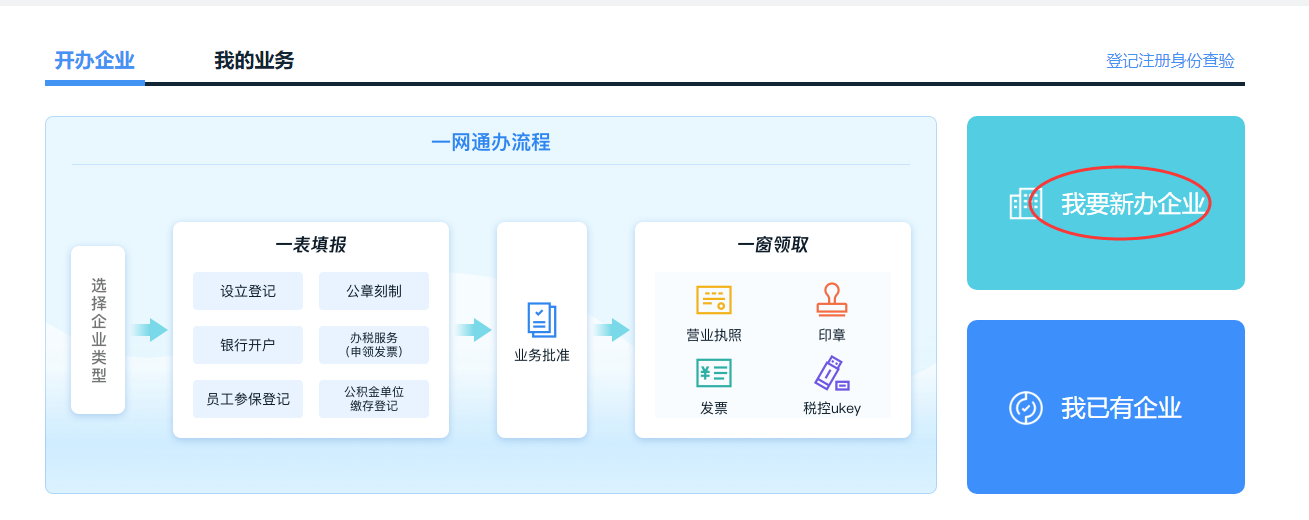 开办企业
我的业务
登记注册身份查验
一网通办流程
选择企业类型
一表填报
设立登记
公章刻制
银行开户
办税服务
(申领发票)
员工参保登记
公积金单位
缴存登记
业务批准
一窗领取
营业执照
印章
发票
税控ukey
我要新办企业
我已有企业